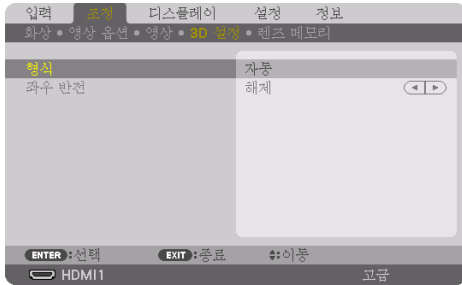 입력 조정 디스플레이 설정 정보
화상 • 영상 옵션 • 영상 • 3D 설정 • 렌즈 메모리
형식 자동
좌우 반전 해제
ENTER :선택 EXIT :종료 :이동
HDMI1 고급